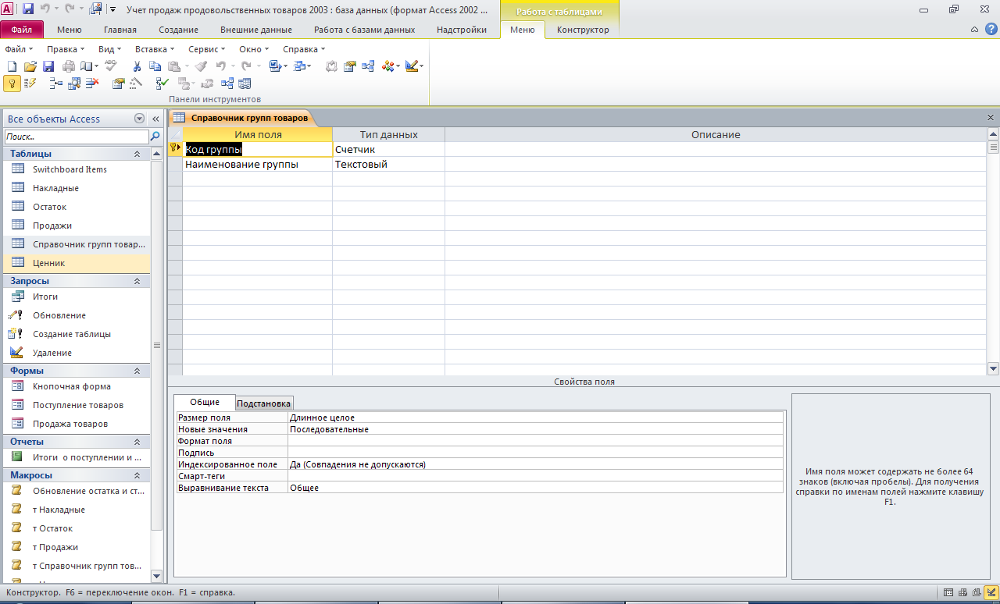 Учет продаж продовольственных товаров 2003 : база данных (формат Access 2002 ...
Работа с таблицами
Файл
Меню
Главная
Создание
Внешние данные
Работа с базами данных
Надстройки
Меню
Конструктор
Файл
Правка
Вид
Вставка
Сервис
Окно
Справка
Панели инструментов
Все объекты Access
Поиск...
Таблицы
Switchboard Items
Накладные
Остаток
Продажи
Справочник групп товар...
Ценник
Запросы
Итоги
Обновление
Создание таблицы
Удаление
Формы
Кнопочная форма
Поступление товаров
Продажа товаров
Отчеты
Итоги о поступлении и ...
Макросы
Обновление остатка и ст...
т Накладные
т Остаток
т Продажи
т Справочник групп тов...
Справочник групп товаров
Имя поля Тип данных Описание
Код группы Счетчик
Наименование группы Текстовый
Свойства поля
Общие Подстановка
Размер поля Длинное целое
Новые значения Последовательные
Формат поля
Подпись
Индексированное поле Да (Совпадения не допускаются)
Смарт-теги
Выравнивание текста Общее
Имя поля может содержать не более 64
знаков (включая пробелы). Для получения
справки по именам полей нажмите клавишу
F1.
Конструктор. F6 = переключение окон. F1 = справка.